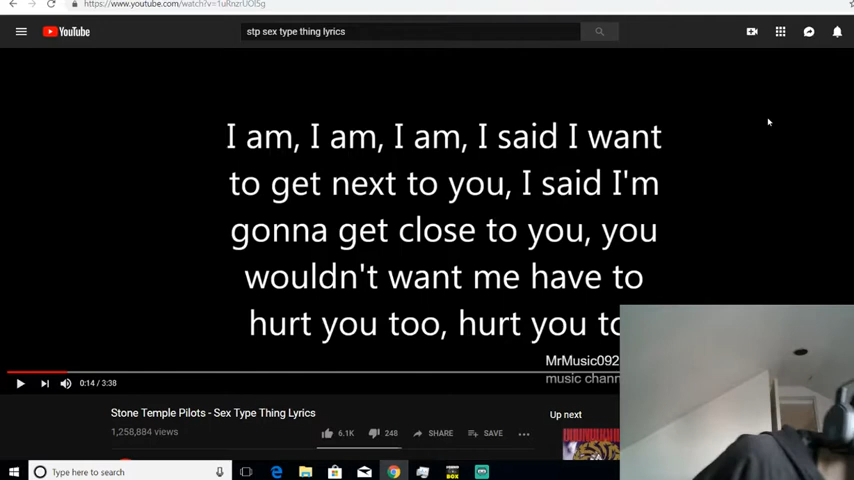 https://www.youtube.com/watch?v=1uRnzrUOl5g
YouTube
stp sex type thing lyrics
I am, I am, I am, I said I want
to get next to you, I said I'm
gonna get close to you, you
wouldn't want me have to
hurt you too, hurt you to
MrMusic092
music chann
0:14 / 3:38
Stone Temple Pilots - Sex Type Thing Lyrics
Up next
1,258,884 views
6.1K
248
SHARE
SAVE
Type here to search